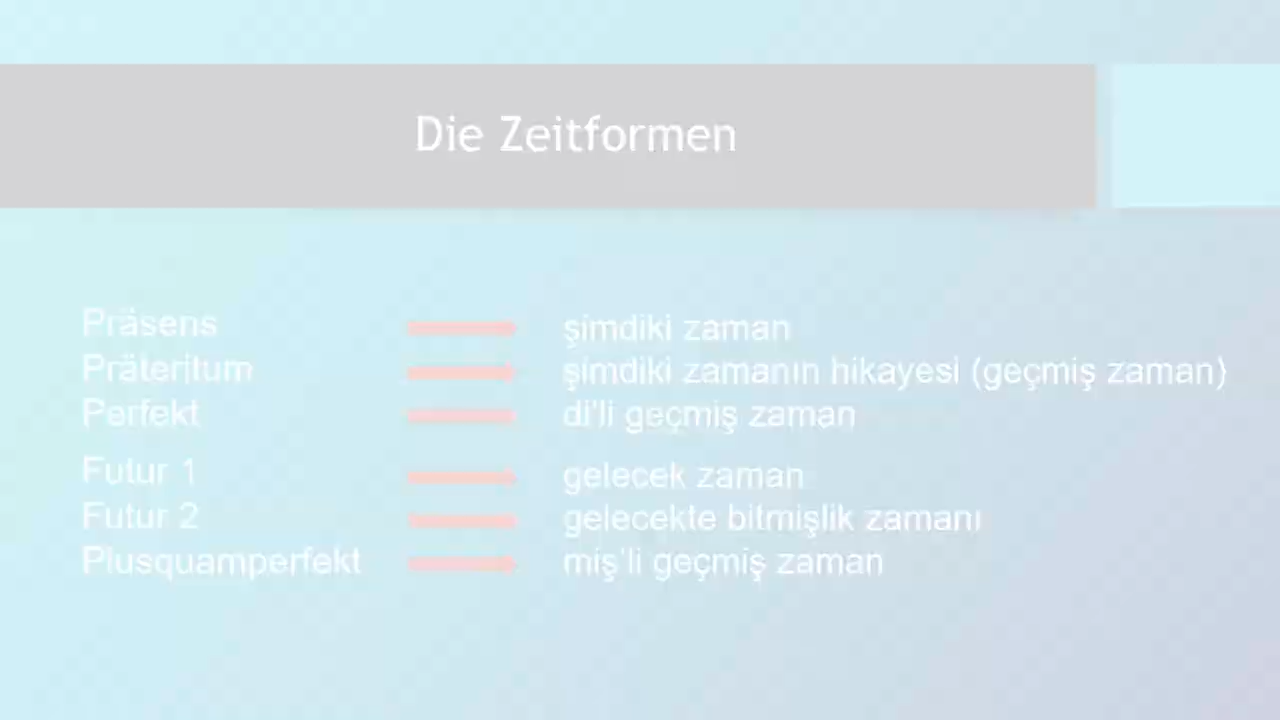 Die Zeitformen
Präsens şimdiki zaman
Präteritum şimdiki zamanın hikayesi (geçmiş zaman)
Perfekt di'li geçmiş zaman
Futur 1 gelecek zaman
Futur 2 gelecekte bitmişlik zamanı
Plusquamperfekt miş'li geçmiş zaman